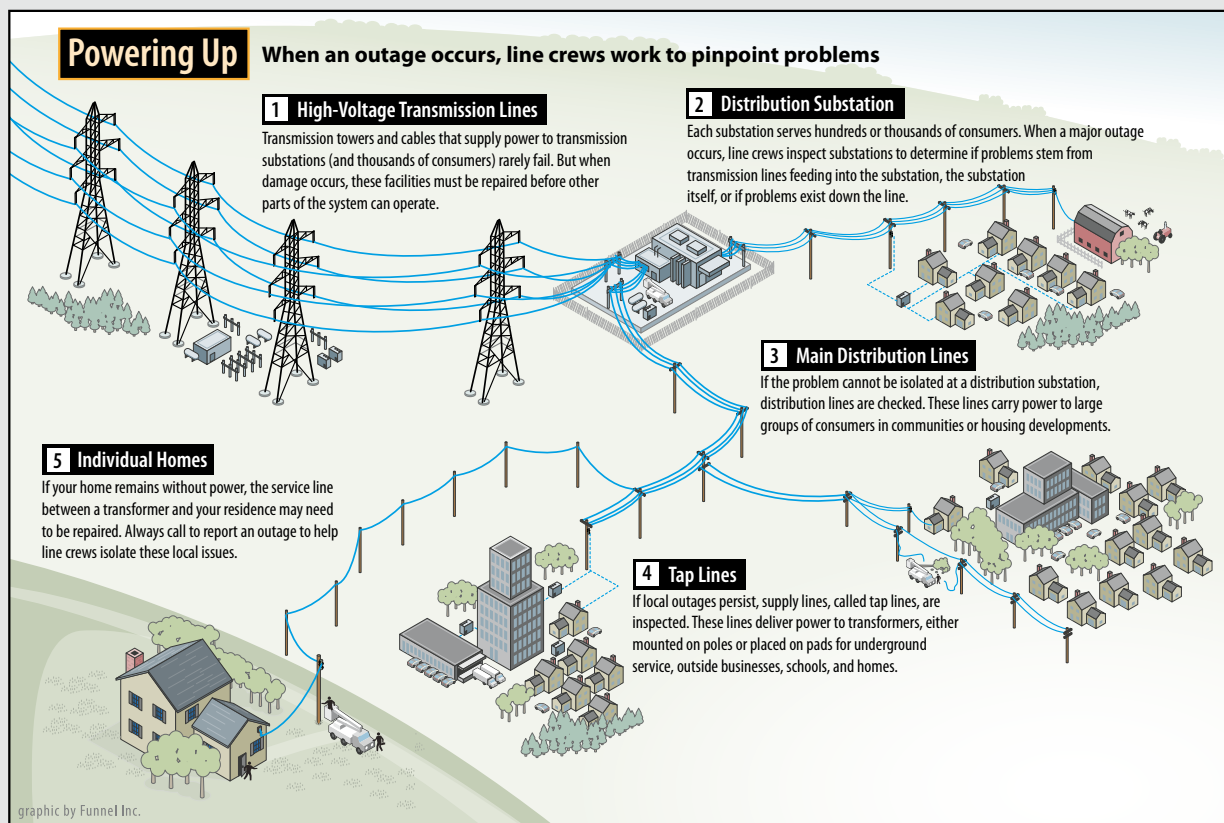 Powering Up
When an outage occurs, line crews work to pinpoint problems
1 High-Voltage Transmission Lines
Transmission towers and cables that supply power to transmission
substations (and thousands of consumers) rarely fail. But when
damage occurs, these facilities must be repaired before other
parts of the system can operate.
2 Distribution Substation
Each substation serves hundreds or thousands of consumers. When a major outage
occurs, line crews inspect substations to determine if problems stem from
transmission lines feeding into the substation, the substation
itself, or if problems exist down the line.
3 Main Distribution Lines
If the problem cannot be isolated at a distribution substation,
distribution lines are checked. These lines carry power to large
groups of consumers in communities or housing developments.
4 Tap Lines
If local outages persist, supply lines, called tap lines, are
inspected. These lines deliver power to transformers, either
mounted on poles or placed on pads for underground
service, outside businesses, schools, and homes.
5 Individual Homes
If your home remains without power, the service line
between a transformer and your residence may need
to be repaired. Always call to report an outage to help
line crews isolate these local issues.
graphic by Funnel Inc.